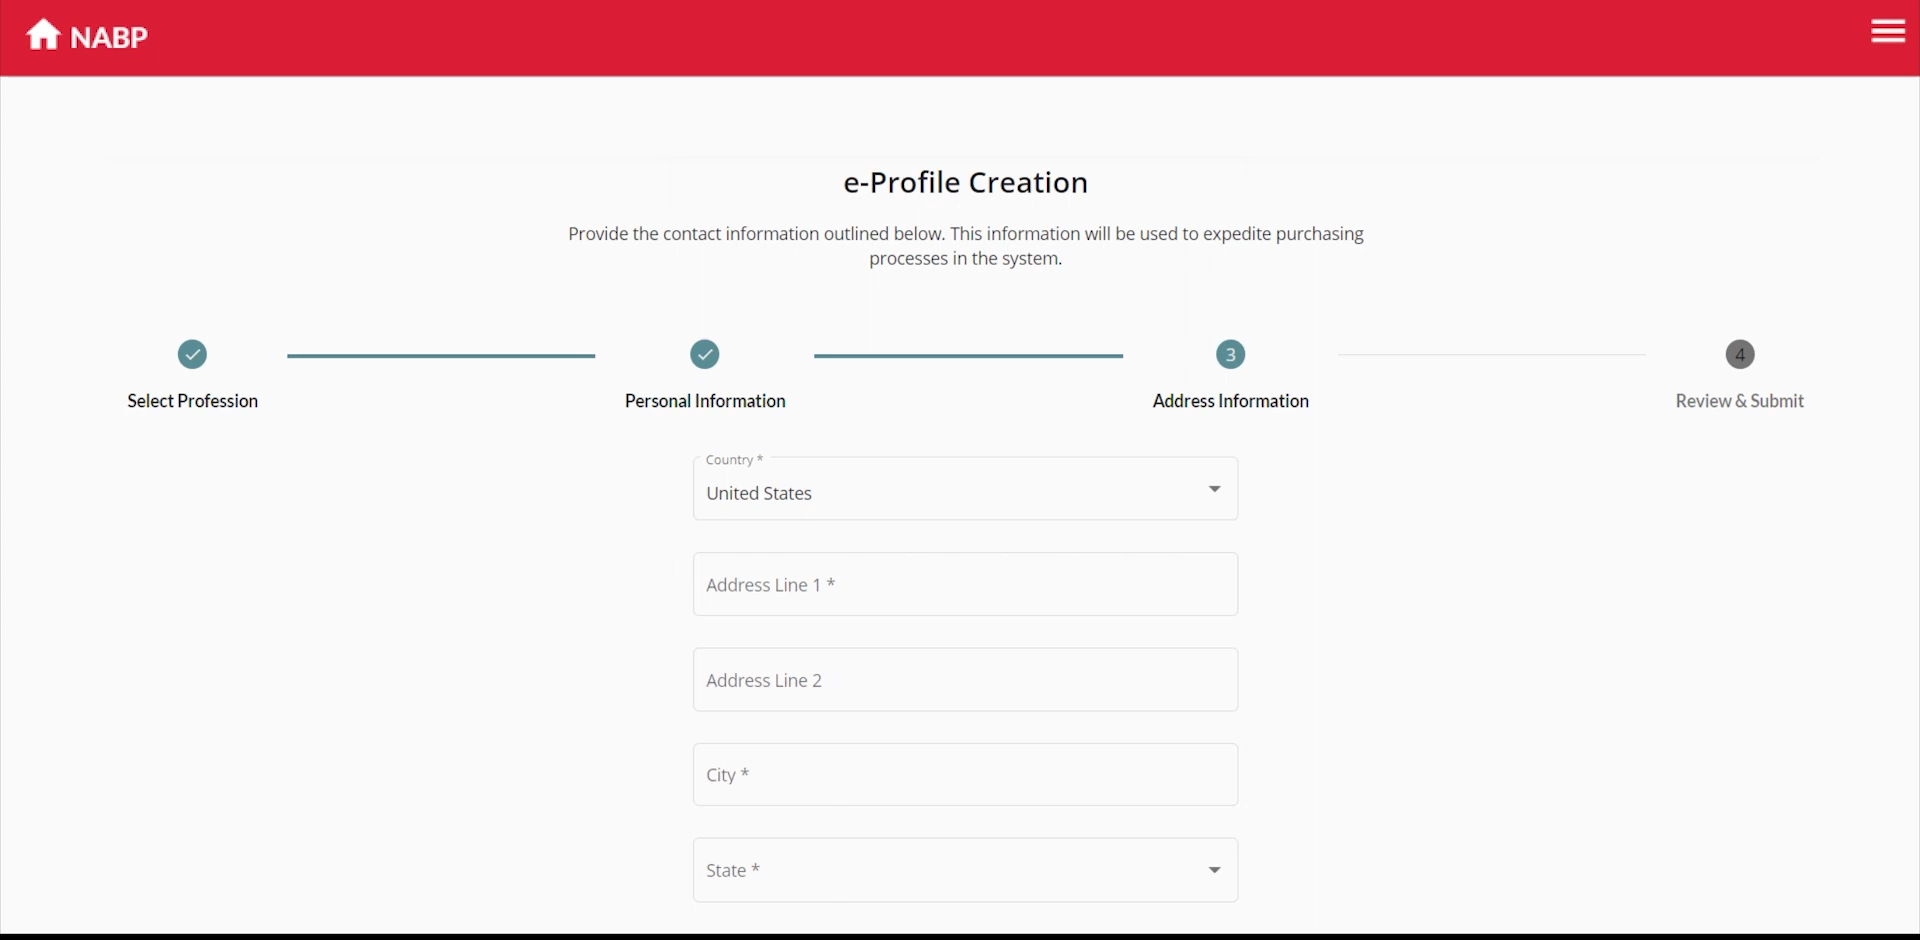 NABP
e-Profile Creation
Provide the contact information outlined below. This information will be used to expedite purchasing
processes in the system.
3
4
Select Profession
Personal Information
Address Information
Review & Submit
Country *
United States
Address Line 1 *
Address Line 2
City *
State *